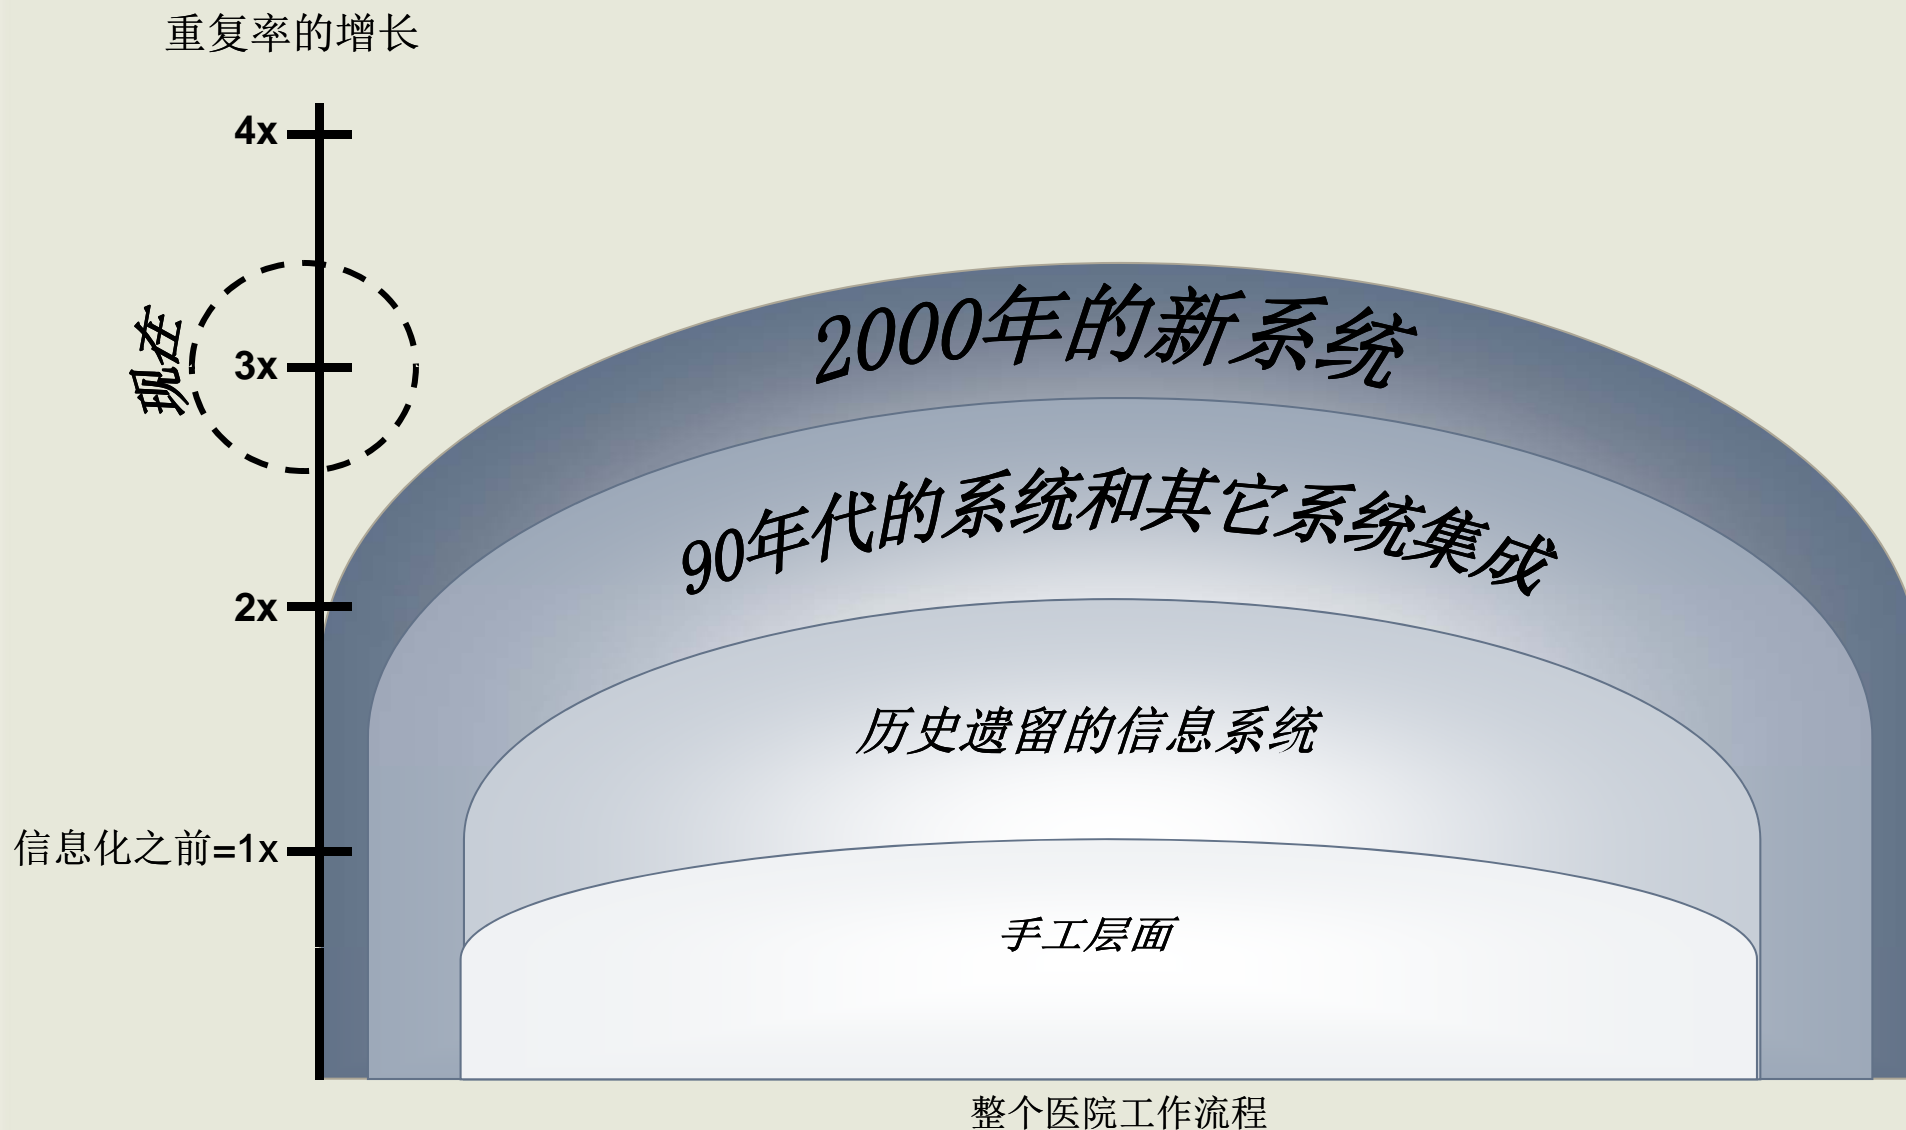 重复率的增长
4x
2000年的新系统
现在
3x
90年代的系统和其它系统集成
2x
历史遗留的信息系统
信息化之前=1x
手工层面
整个医院工作流程